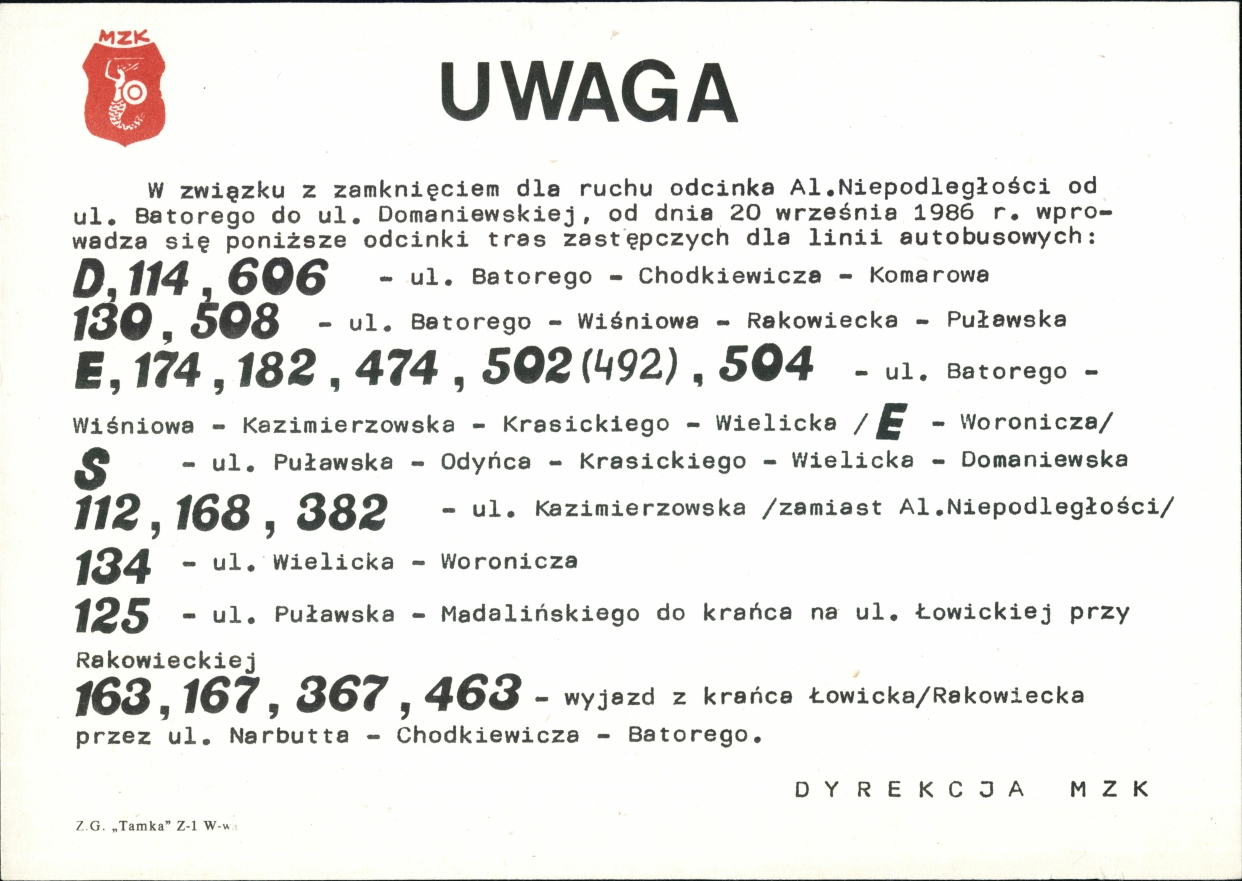 MZK
UWAGA
W związku z zamknięciem dla ruchu odcinka Al.Niepodległości od
ul. Batorego do ul. Domaniewskiej, od dnia 20 września 1986 r. wpro-
wadza się poniższe odcinki tras zastępczych dla linii autobusowych:
D, 114, 606 - ul. Batorego - Chodkiewicza - Komarowa
130, 508 - ul. Batorego - Wiśniowa - Rakowiecka - Puławska
E, 174, 182, 474, 502 (492), 504 - ul. Batorego -
Wiśniowa - Kazimierzowska - Krasickiego - Wielicka /E - Woronicza/
S - ul. Puławska - Odyńca - Krasickiego - Wielicka - Domaniewska
112, 168, 382 - ul. Kazimierzowska /zamiast Al.Niepodległości/
134 - ul. Wielicka - Woronicza
125 - ul. Puławska - Madalińskiego do krańca na ul. Łowickiej przy
Rakowieckiej
163, 167, 367, 463 - wyjazd z krańca Łowicka/Rakowiecka
przez ul. Narbutta - Chodkiewicza - Batorego.
DYREKCJA MZK
Z.G. „Tamka” Z-1 W-w